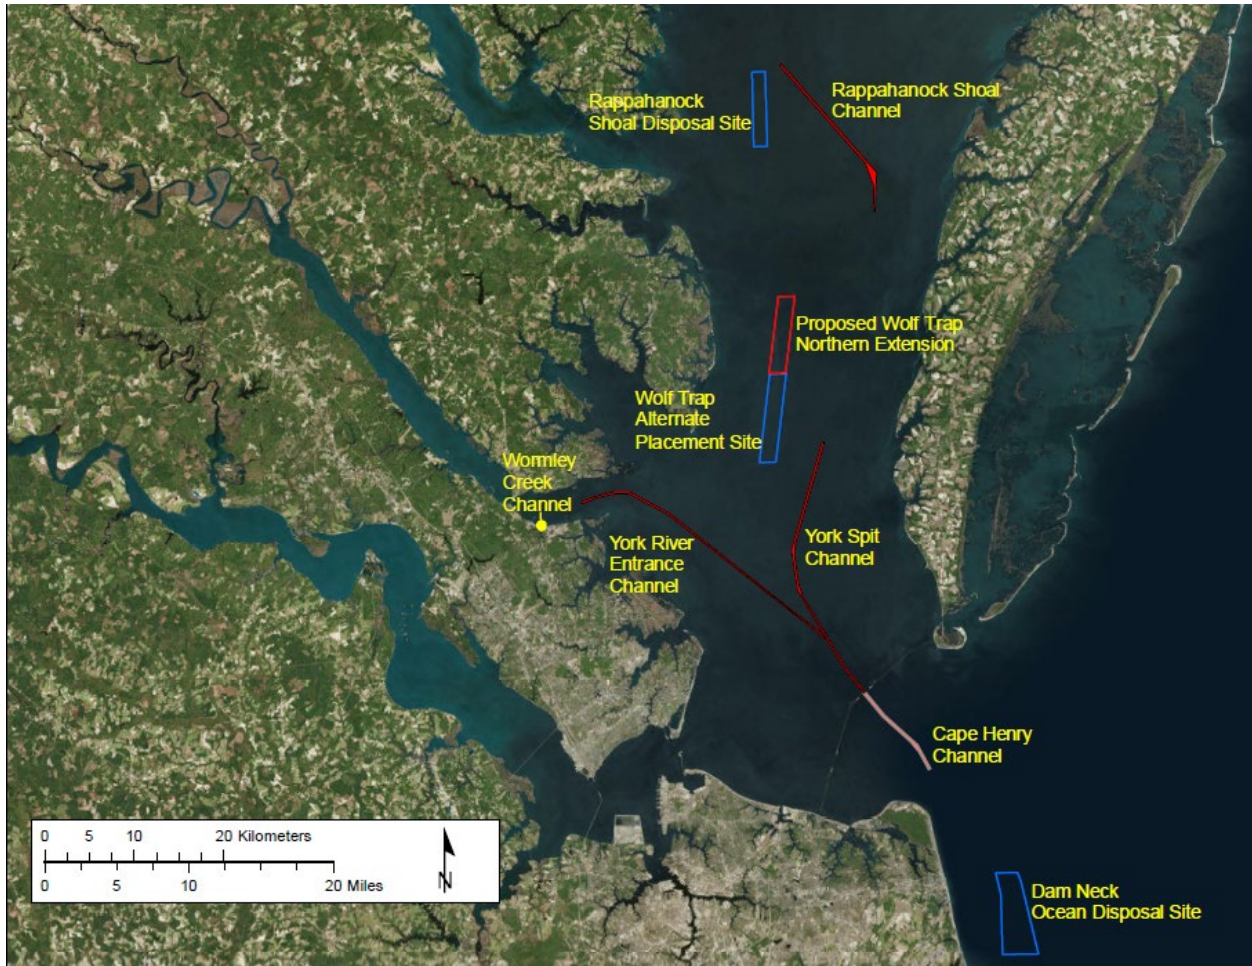 Rappahanock
Shoal Disposal Site
Rappahanock Shoal
Channel
Proposed Wolf Trap
Northern Extension
Wolf Trap
Alternate
Placement Site
Wormley
Creek
Channel
York River
Entrance
Channel
York Spit
Channel
Cape Henry
Channel
0 5 10 20 Kilometers
0 5 10 20 Miles
N
Dam Neck
Ocean Disposal Site